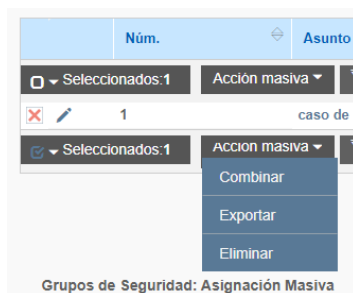 Núm. Asunto
Seleccionados:1 Acción masiva
1 caso de
Seleccionados:1 Acción masiva
Combinar
Exportar
Eliminar
Grupos de Seguridad: Asignación Masiva